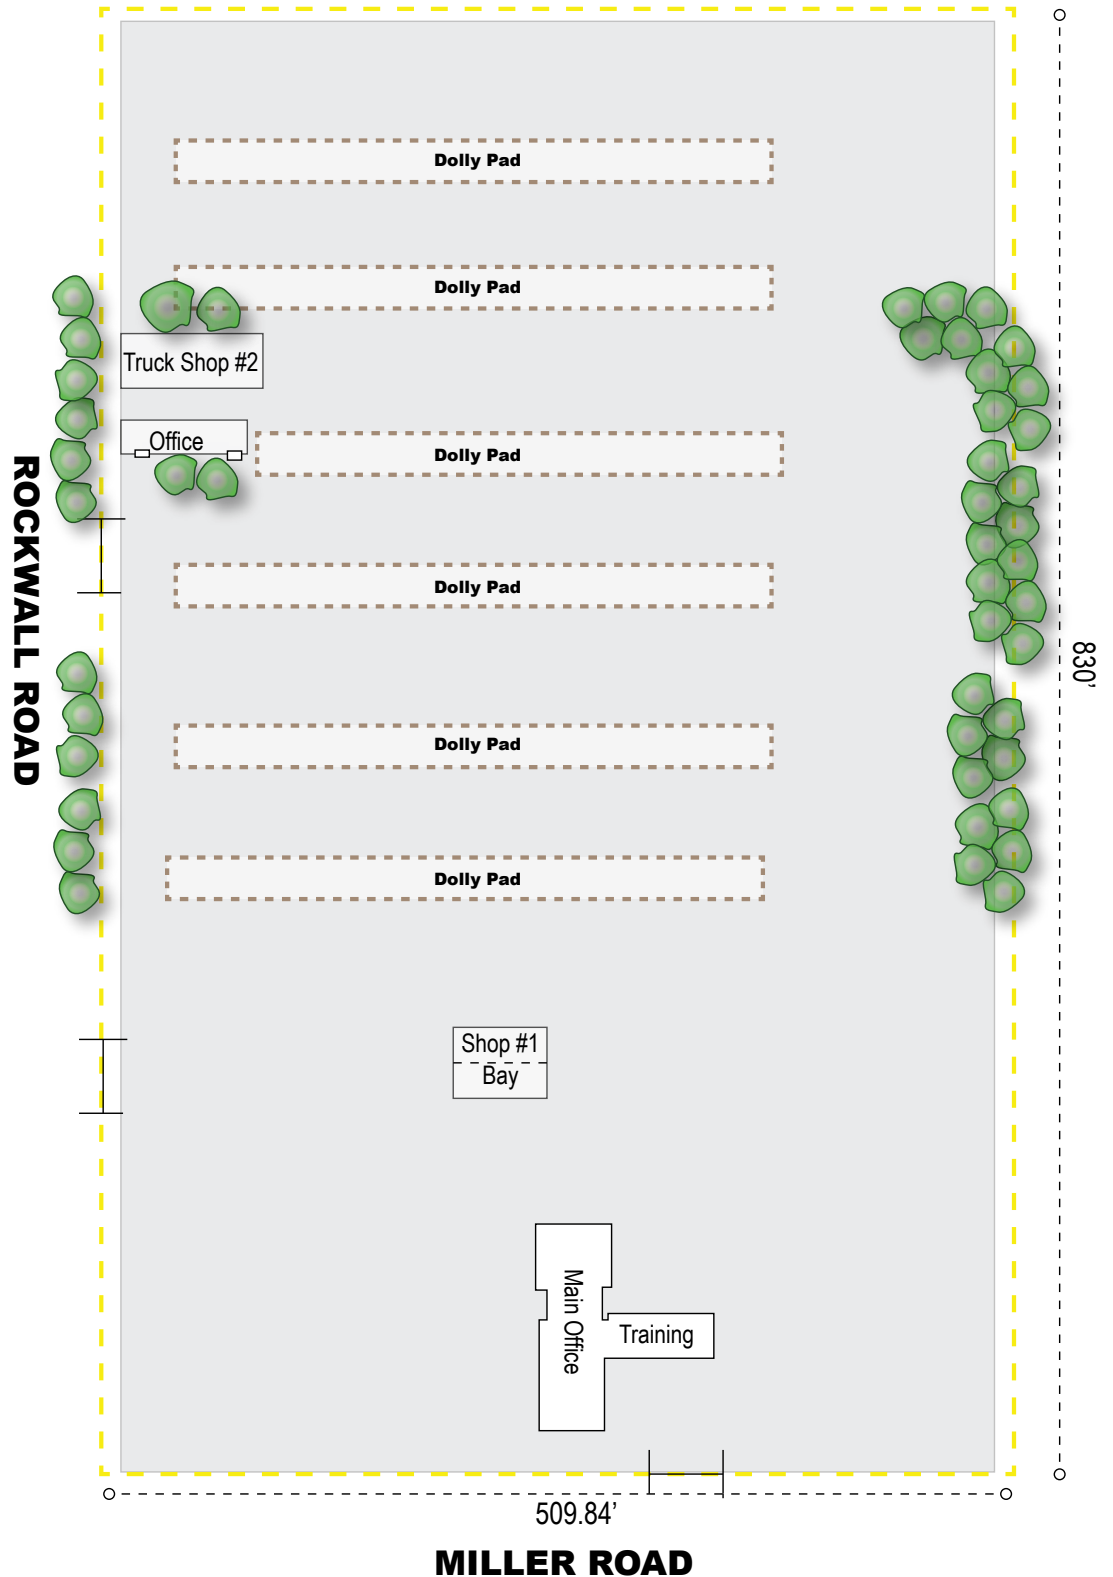 Dolly Pad
Dolly Pad
Truck Shop #2
Office
Dolly Pad
ROCKWALL ROAD
Dolly Pad
830’
Dolly Pad
Dolly Pad
Shop #1
Bay
Main Office
Training
509.84’
MILLER ROAD